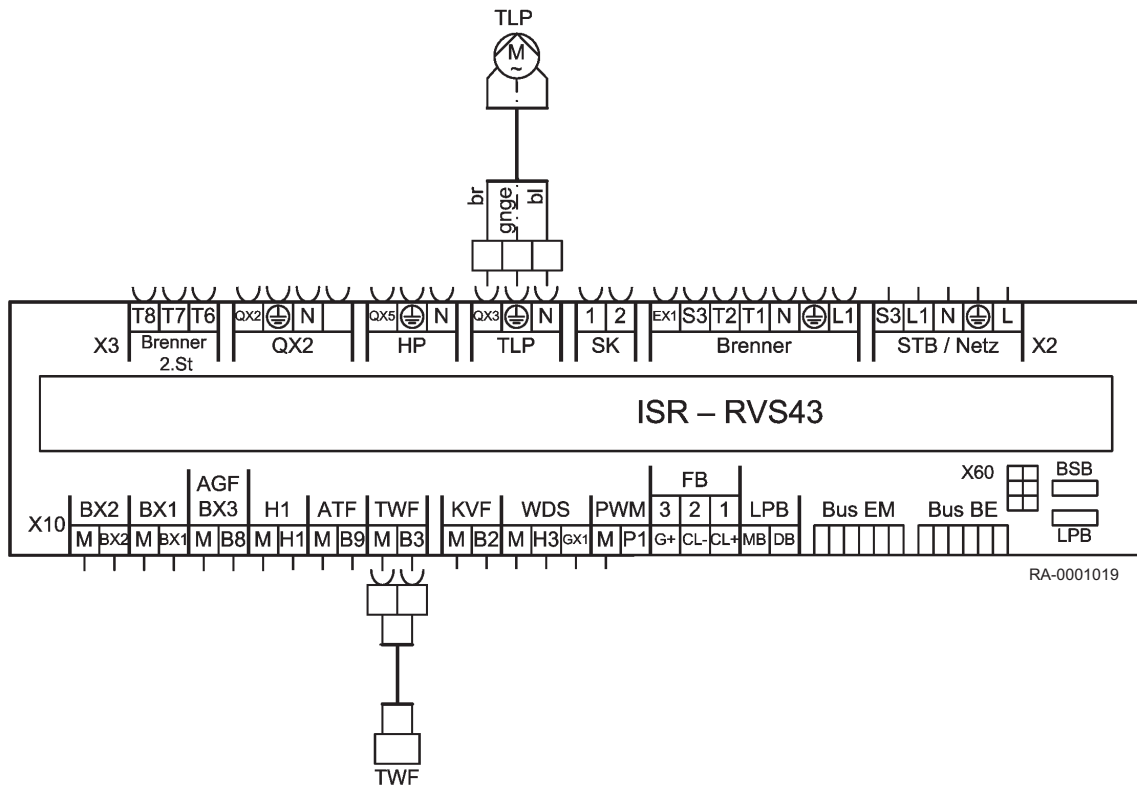 TLP
M
~
br
gnge
bl
T8 T7 T6 QX2 N QX5 N QX3 N 1 2 EX1 S3 T2 T1 N L1 S3 L1 N L
X3 Brenner QX2 HP TLP SK Brenner STB / Netz X2
2.St
ISR – RVS43
AGF FB X60 BSB
BX2 BX1 BX3 H1 ATF TWF KVF WDS PWM 3 2 1 LPB Bus EM Bus BE
X10 M BX2 M BX1 M B8 M H1 M B9 M B3 M B2 M H3 GX1 M P1 G+ CL- CL+ MB DB LPB
RA-0001019
TWF